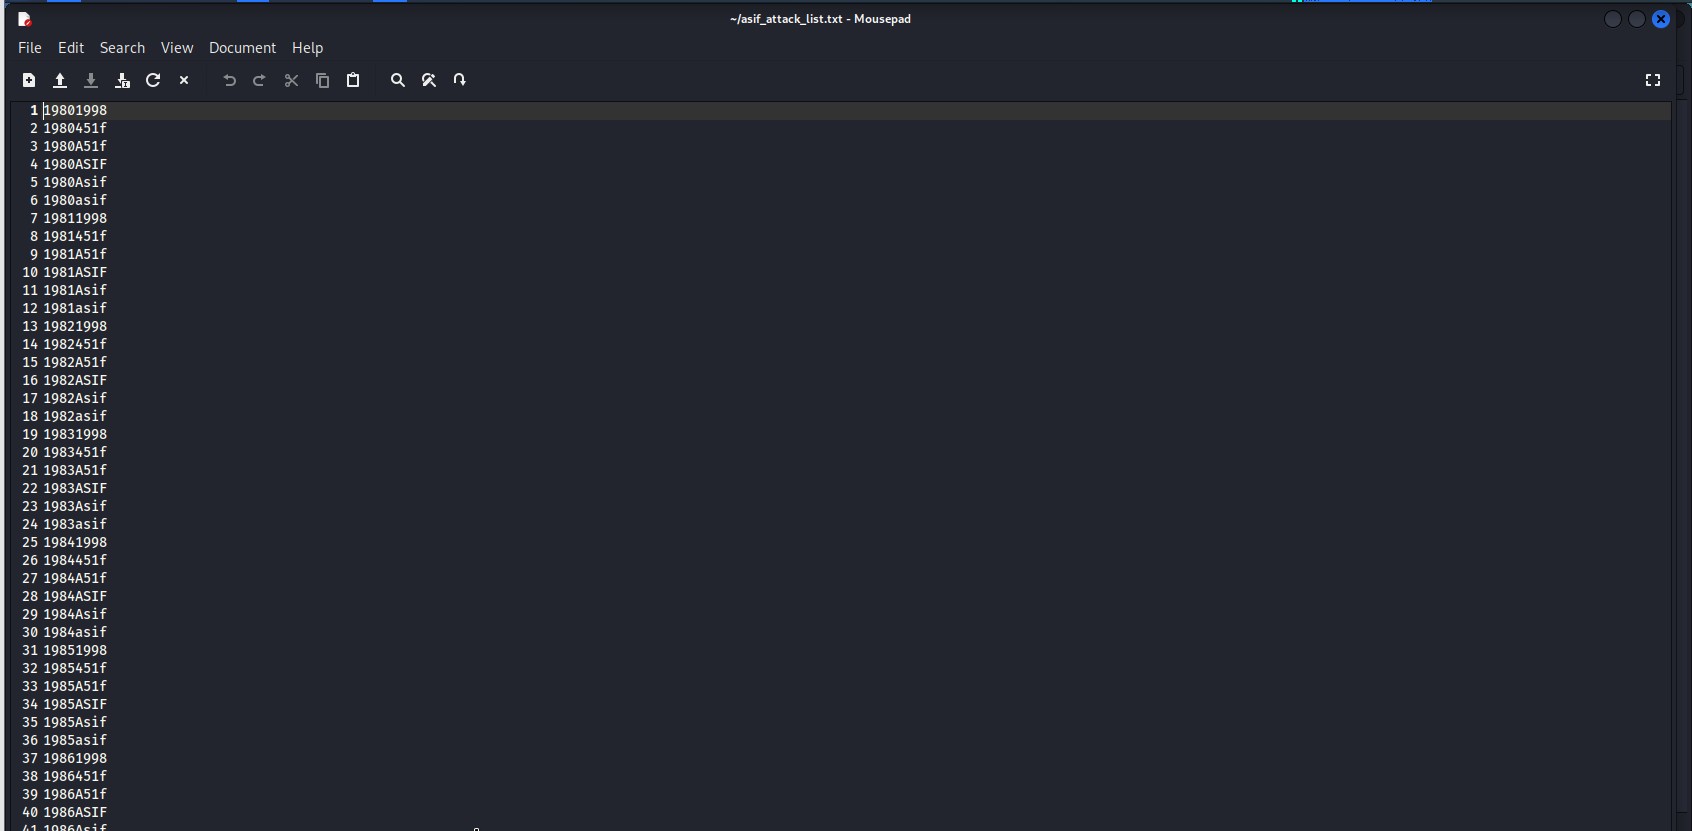 ~/asif_attack_list.txt - Mousepad
File Edit Search View Document Help
1 19801998
2 1980451f
3 1980A51f
4 1980ASIF
5 1980Asif
6 1980asif
7 19811998
8 1981451f
9 1981A51f
10 1981ASIF
11 1981Asif
12 1981asif
13 19821998
14 1982451f
15 1982A51f
16 1982ASIF
17 1982Asif
18 1982asif
19 19831998
20 1983451f
21 1983A51f
22 1983ASIF
23 1983Asif
24 1983asif
25 19841998
26 1984451f
27 1984A51f
28 1984ASIF
29 1984Asif
30 1984asif
31 19851998
32 1985451f
33 1985A51f
34 1985ASIF
35 1985Asif
36 1985asif
37 19861998
38 1986451f
39 1986A51f
40 1986ASIF
41 1986Asif